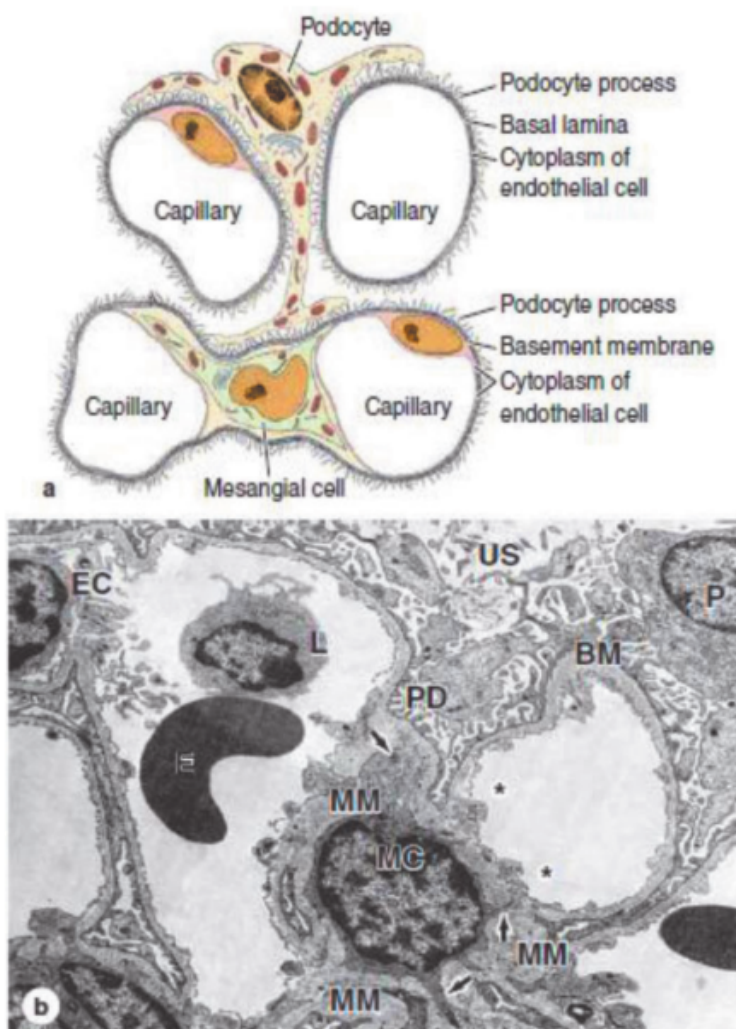 Podocyte
Podocyte process
Basal lamina
Cytoplasm of
endothelial cell
Capillary
Capillary
Podocyte process
Basement membrane
Cytoplasm of
endothelial cell
Capillary
Capillary
a
Mesangial cell
US
EC
P
L
BM
PD
E
*
MM
MC
*
MM
MM
b